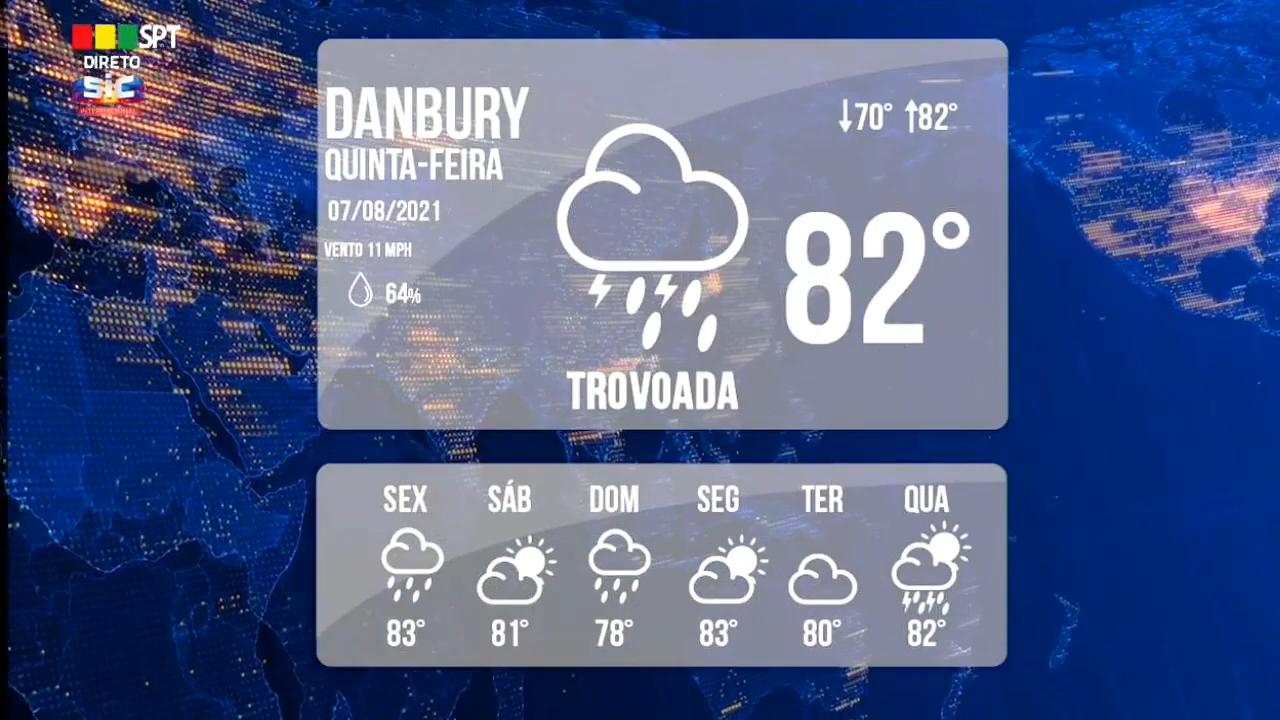 SPT
DIRETO
SIC
INTERNACIONAL
DANBURY
QUINTA-FEIRA
07/08/2021
VENTO 11 MPH
64%
↓70° ↑82°
82°
TROVOADA
SEX SÁB DOM SEG TER QUA
83° 81° 78° 83° 80° 82°